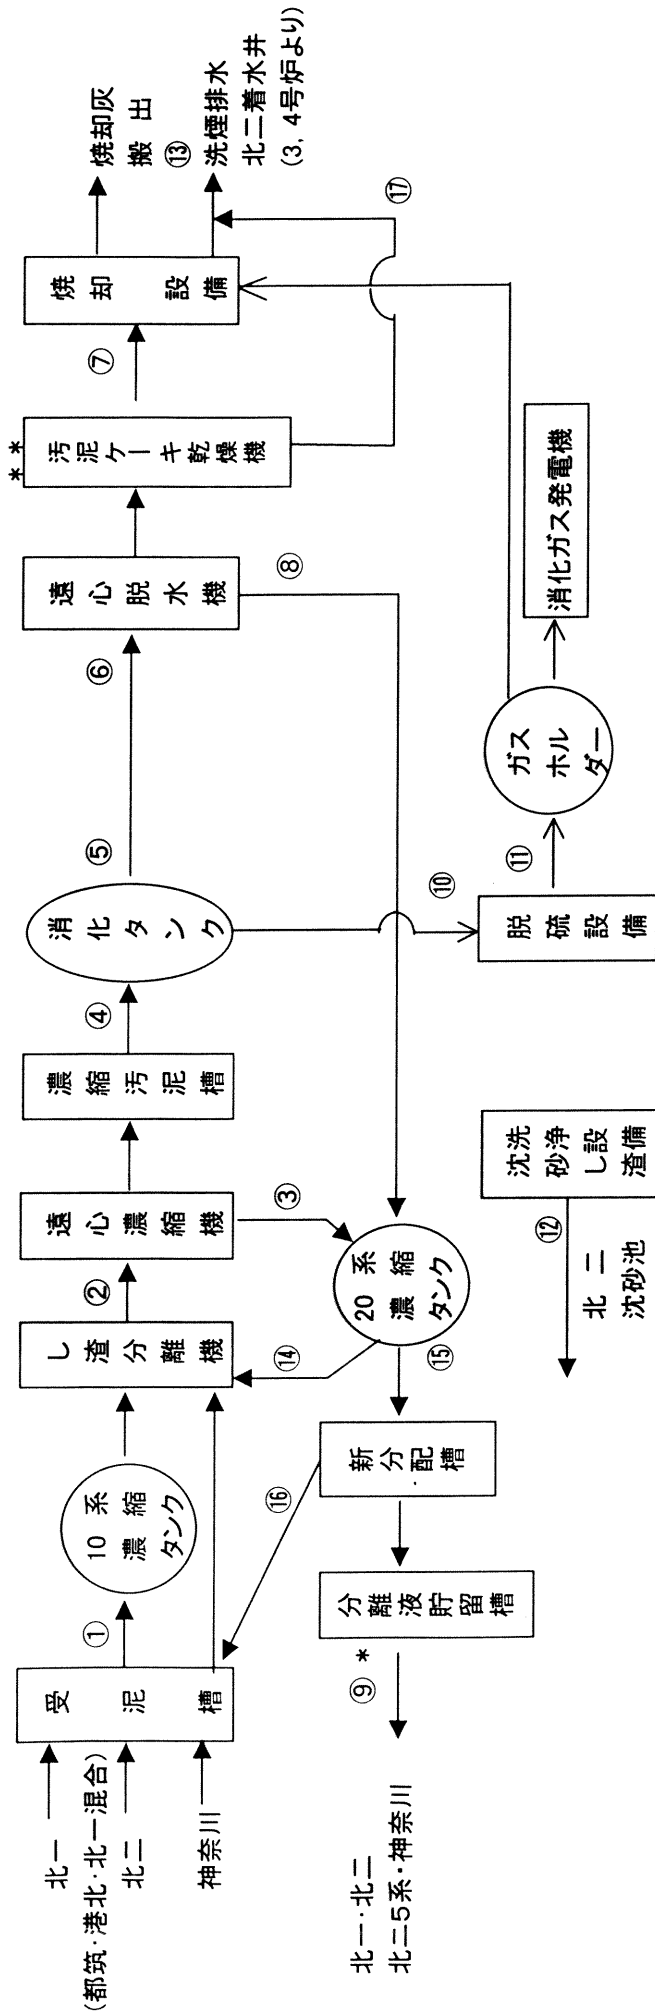 北一
(都筑・港北・北一混合)
北二
神奈川
受泥槽
①
10系
濃縮
タンク
し渣分離機
②
遠心濃縮機
③
濃縮汚泥槽
④
消化タンク
⑤
⑥
遠心脱水機
⑧
**
汚泥ケーキ乾燥機
⑦
焼却設備
焼却灰
搬出
⑬
洗煙排水
北二着水井
(3,4号炉より)
⑰
⑭
20系
濃縮
タンク
⑮
新分配槽
⑯
分離液貯留槽
⑨*
北一・北二
北二5系・神奈川
沈砂し渣
洗浄設備
⑫
北二
沈砂池
⑩
脱硫設備
⑪
ガス
ホル
ダー
消化ガス発電機